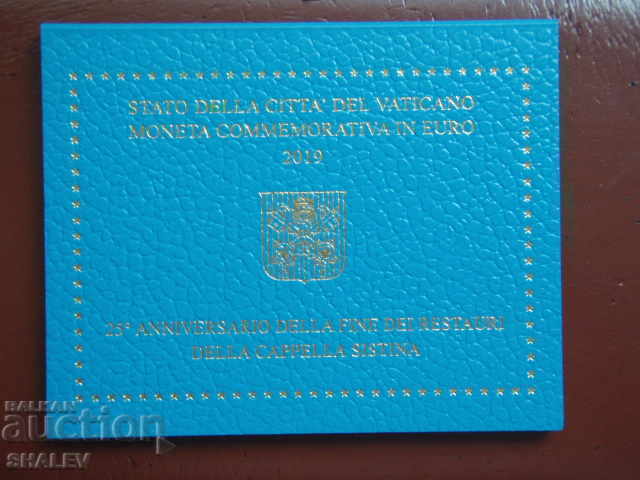 STATO DELLA CITTA' DEL VATICANO
MONETA COMMEMORATIVA IN EURO
2019
25° ANNIVERSARIO DELLA FINE DEI RESTAURI
DELLA CAPPELLA SISTINA
BALKAN
auction
SHALEV